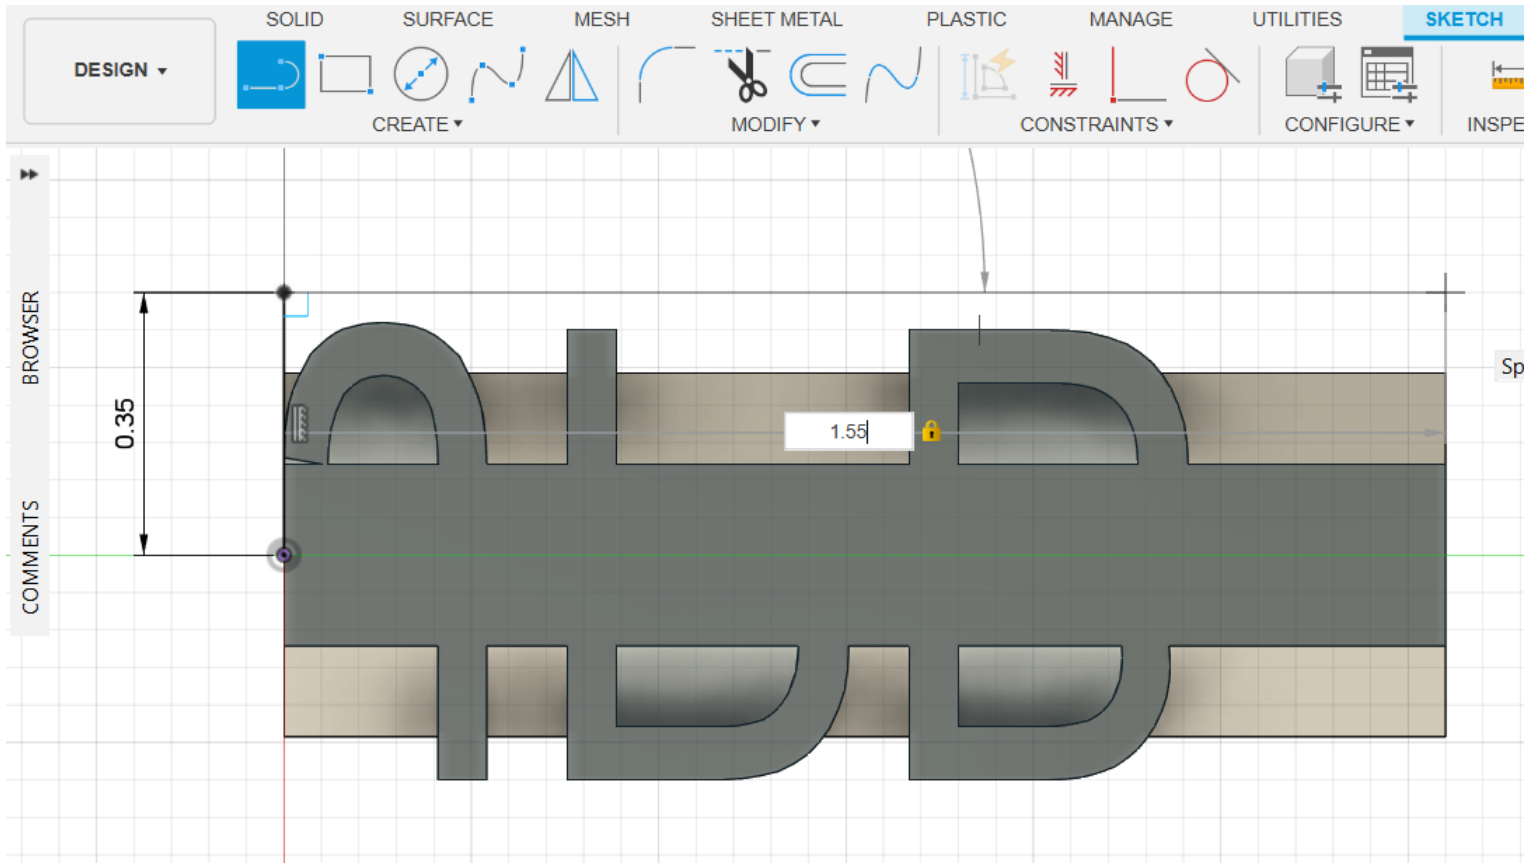 SOLID SURFACE MESH SHEET METAL PLASTIC MANAGE UTILITIES SKETCH
DESIGN
CREATE MODIFY CONSTRAINTS CONFIGURE INSPE
BROWSER
COMMENTS
0.35
1.55
Sp